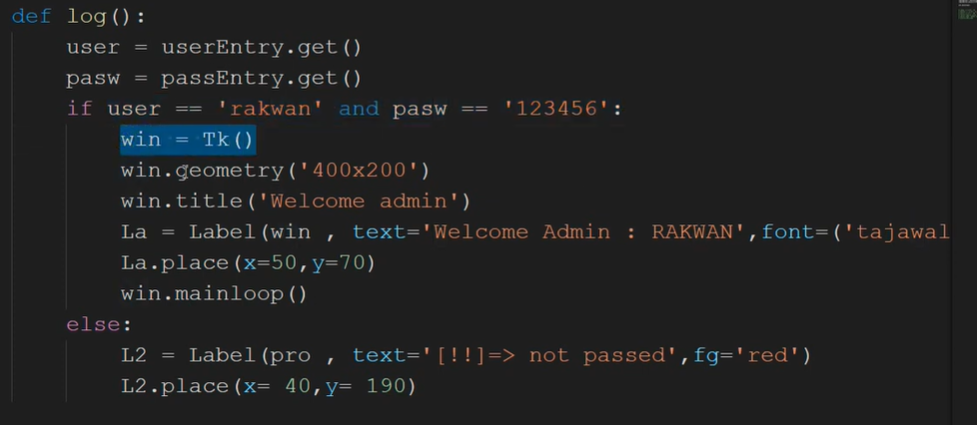 def log():
user = userEntry.get()
pasw = passEntry.get()
if user == 'rakwan' and pasw == '123456':
win = Tk()
win.geometry('400x200')
win.title('Welcome admin')
La = Label(win , text='Welcome Admin : RAKWAN',font=('tajawal
La.place(x=50,y=70)
win.mainloop()
else:
L2 = Label(pro , text='[!!]=> not passed',fg='red')
L2.place(x= 40,y= 190)